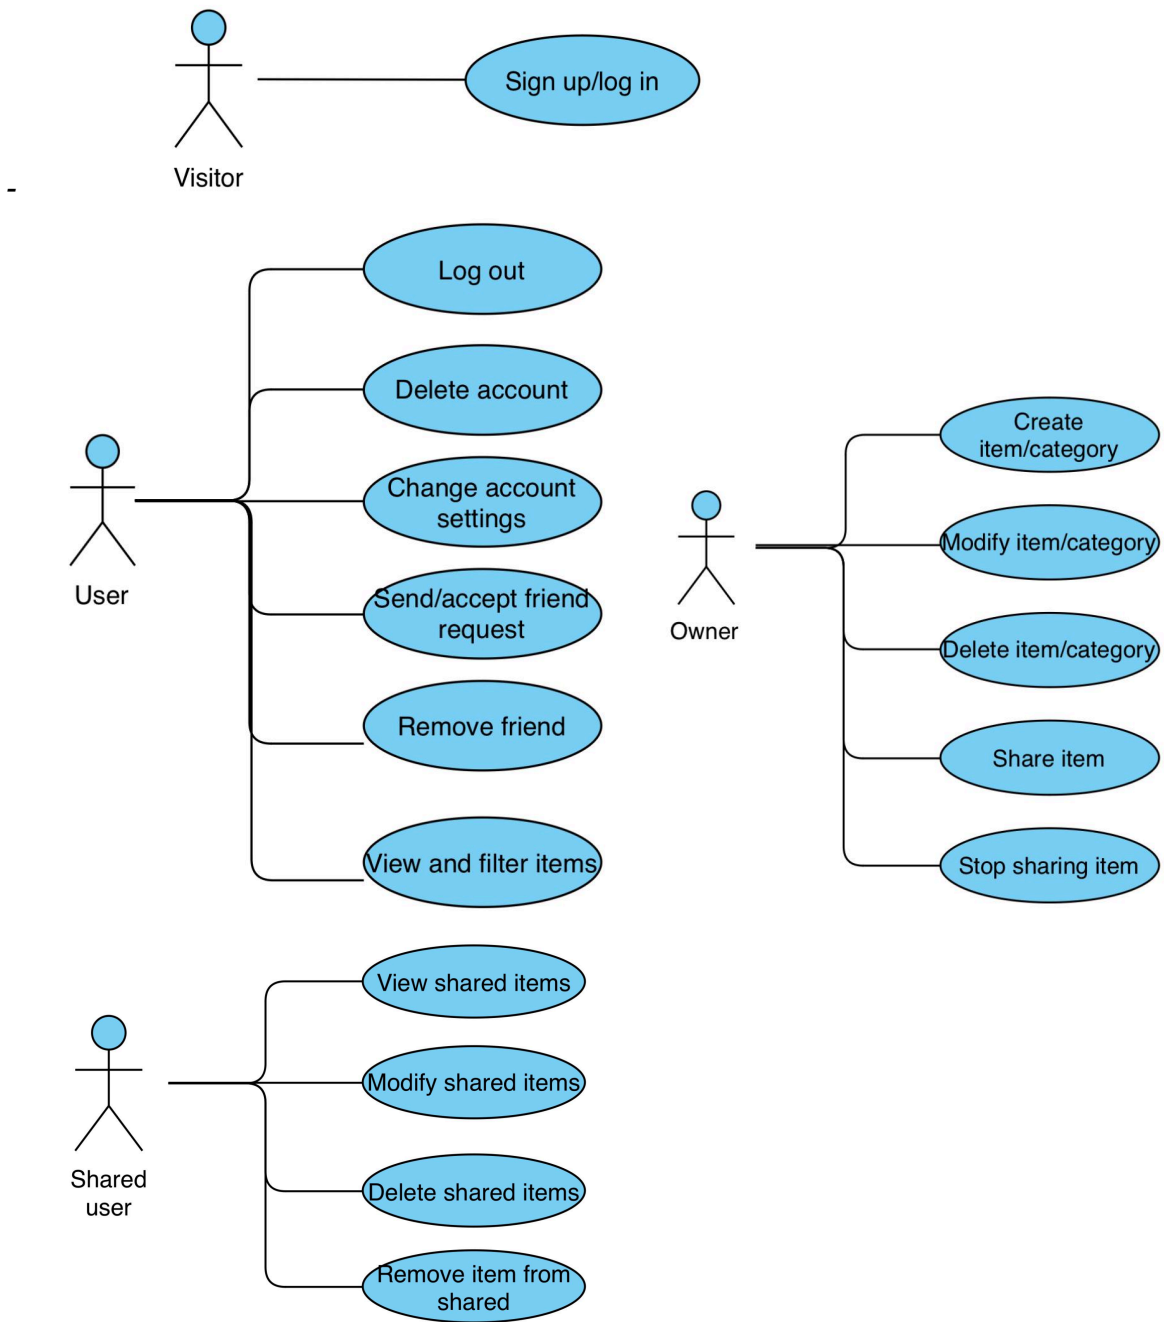 Sign up/log in
Visitor
-
Log out
Delete account
Change account
settings
Send/accept friend
request
Remove friend
View and filter items
User
Create
item/category
Modify item/category
Delete item/category
Share item
Stop sharing item
Owner
View shared items
Modify shared items
Delete shared items
Remove item from
shared
Shared
user